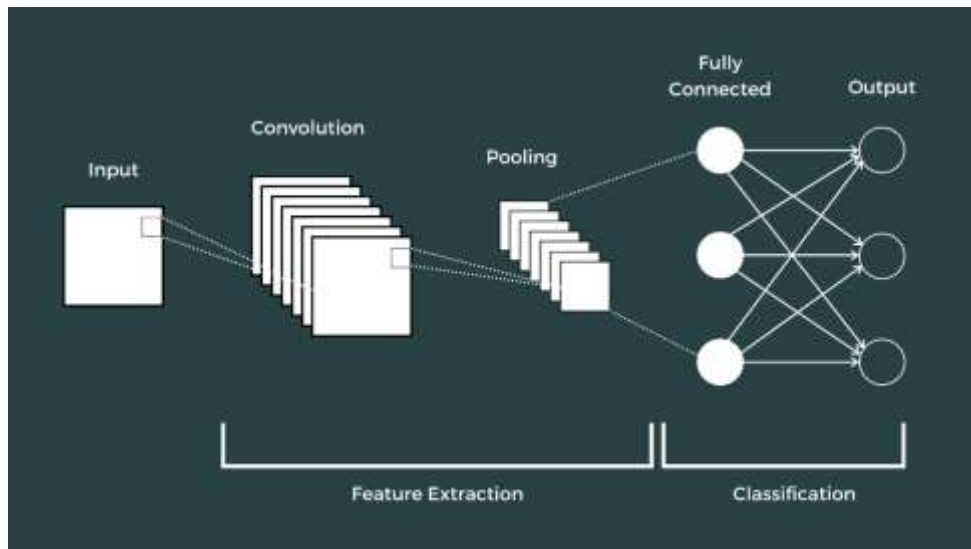 Input
Convolution
Pooling
Fully
Connected
Output
Feature Extraction
Classification